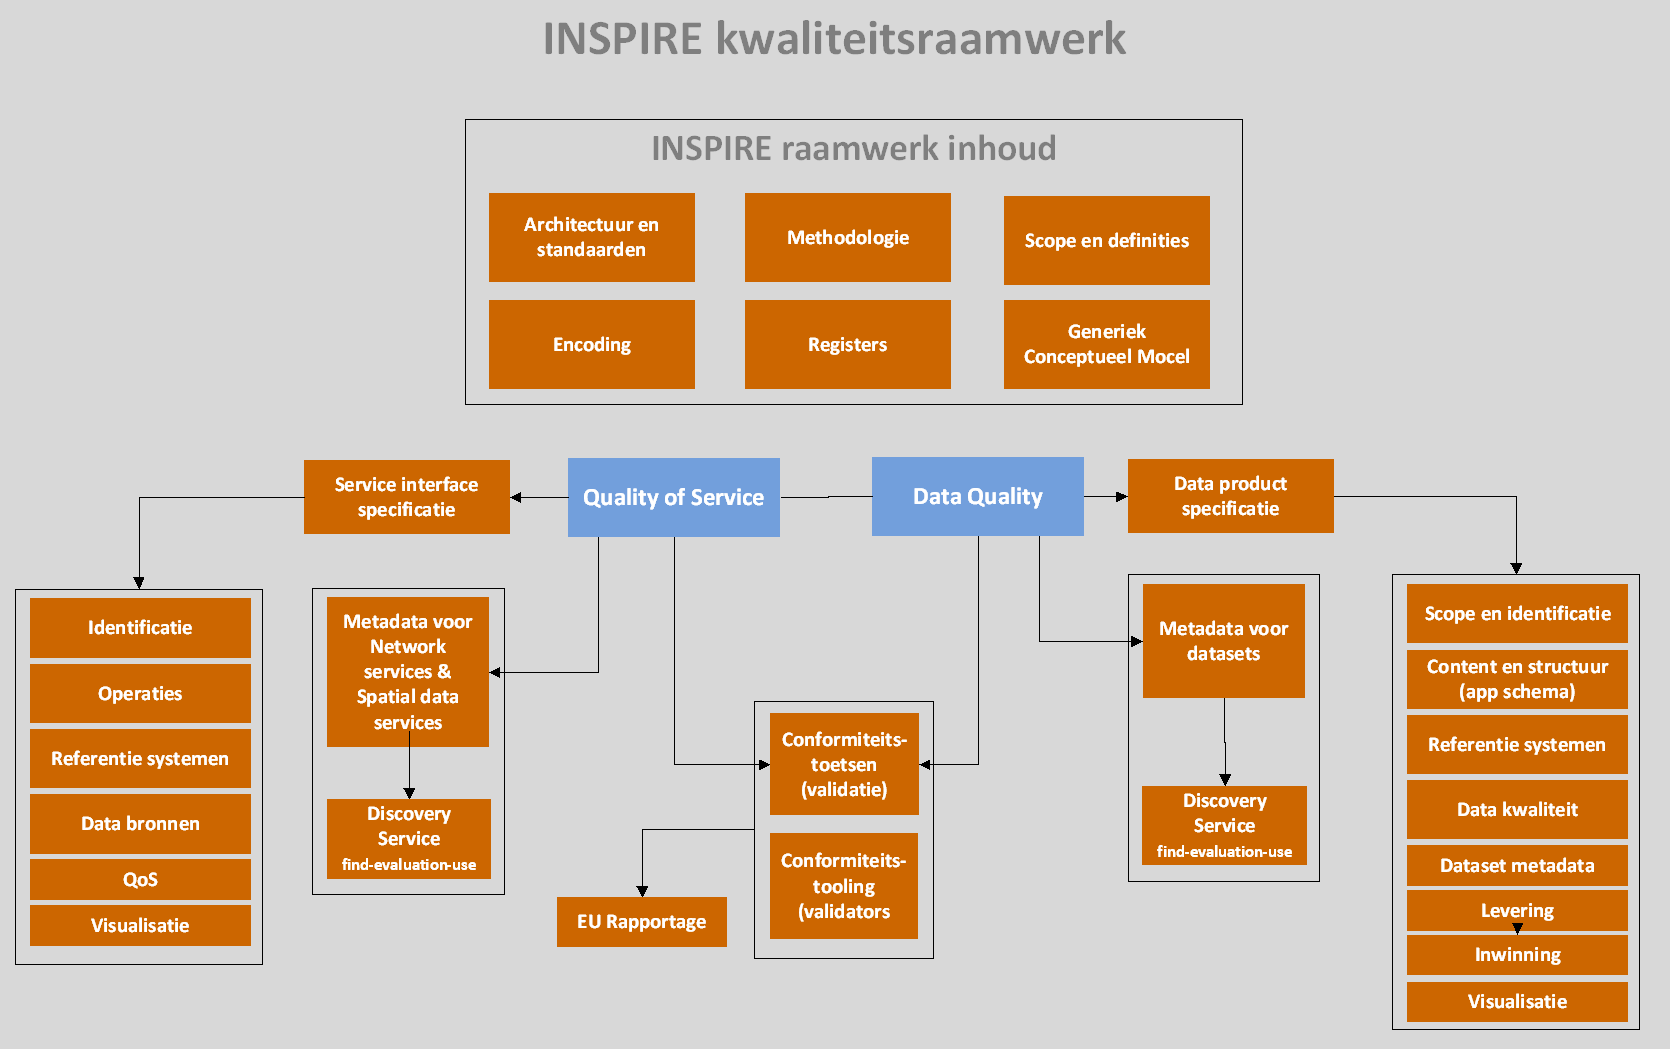 INSPIRE kwaliteitsraamwerk
INSPIRE raamwerk inhoud
Architectuur en
standaarden
Methodologie
Scope en definities
Encoding
Registers
Generiek
Conceptueel Mocel
Service interface
specificatie
Quality of Service
Data Quality
Data product
specificatie
Identificatie
Operaties
Referentie systemen
Data bronnen
QoS
Visualisatie
Metadata voor
Network
services &
Spatial data
services
Discovery
Service
find-evaluation-use
Conformiteits-
toetsen
(validatie)
Conformiteits-
tooling
(validators
EU Rapportage
Metadata voor
datasets
Discovery
Service
find-evaluation-use
Scope en identificatie
Content en structuur
(app schema)
Referentie systemen
Data kwaliteit
Dataset metadata
Levering
Inwinning
Visualisatie